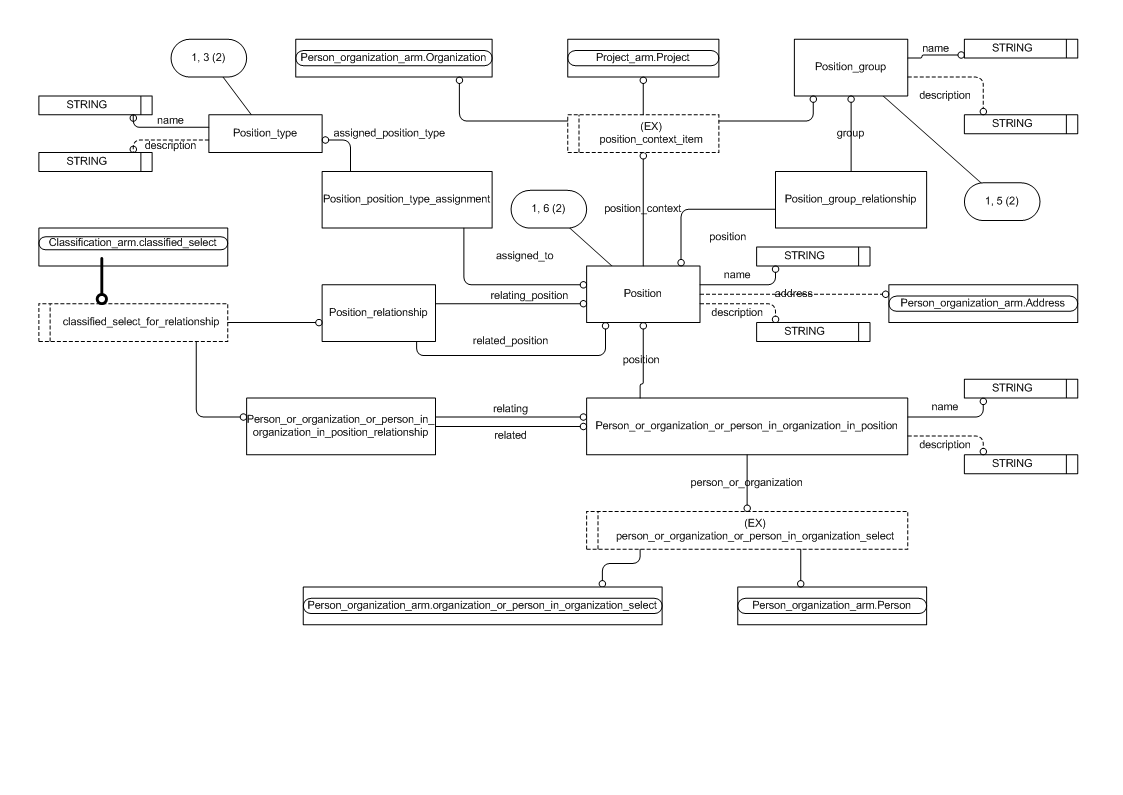 1, 3 (2)
Person_organization_arm.Organization
Project_arm.Project
Position_group
name
STRING
description
STRING
STRING
name
description
STRING
Position_type
assigned_position_type
(EX)
position_context_item
group
Position_position_type_assignment
1, 6 (2)
position_context
Position_group_relationship
1, 5 (2)
position
Classification_arm.classified_select
assigned_to
name
STRING
classified_select_for_relationship
Position_relationship
relating_position
Position
address
Person_organization_arm.Address
description
STRING
related_position
position
Person_or_organization_or_person_in_
organization_in_position_relationship
relating
related
Person_or_organization_or_person_in_organization_in_position
name
STRING
description
STRING
person_or_organization
(EX)
person_or_organization_or_person_in_organization_select
Person_organization_arm.organization_or_person_in_organization_select
Person_organization_arm.Person